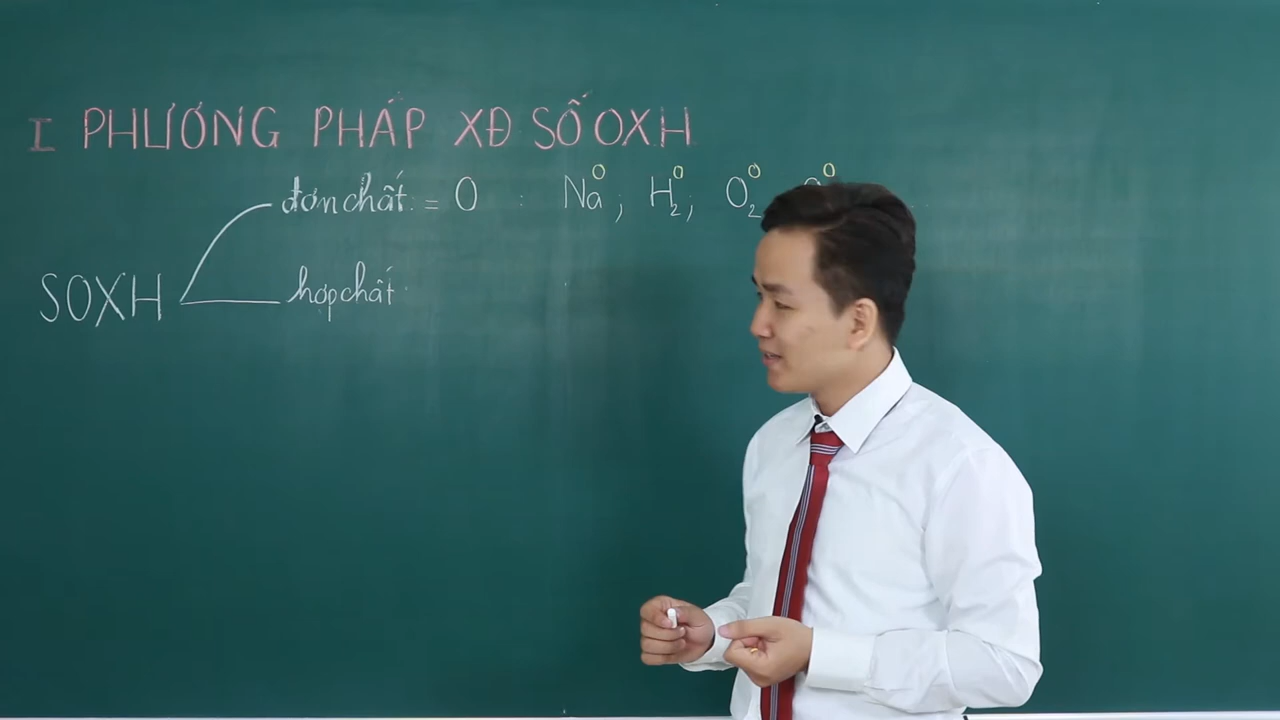 I PHƯƠNG PHÁP XĐ SỐ OXH
đơn chất = 0 : Na⁰ ; H₂⁰ ; O₂⁰
SOXH
hợp chất